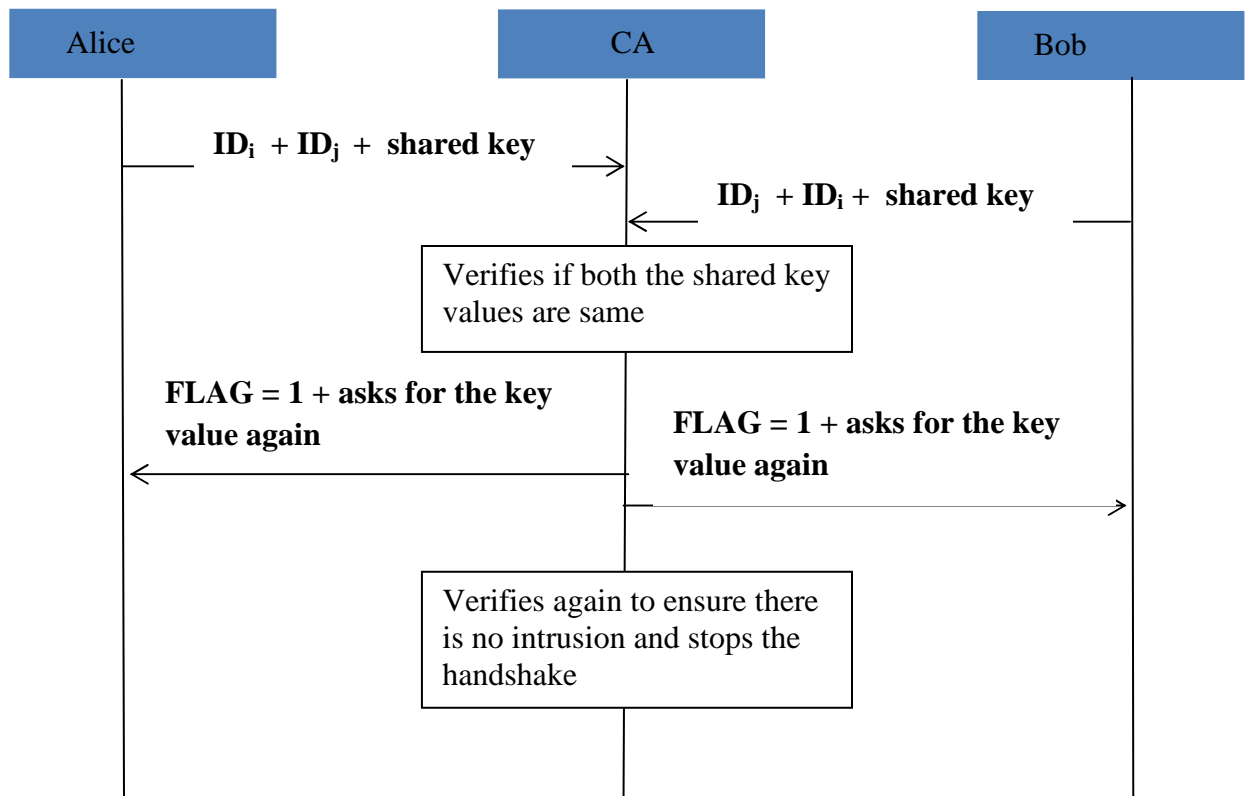 Alice
CA
Bob
IDi + IDj + shared key
IDj + IDi + shared key
Verifies if both the shared key
values are same
FLAG = 1 + asks for the key
value again
FLAG = 1 + asks for the key
value again
Verifies again to ensure there
is no intrusion and stops the
handshake